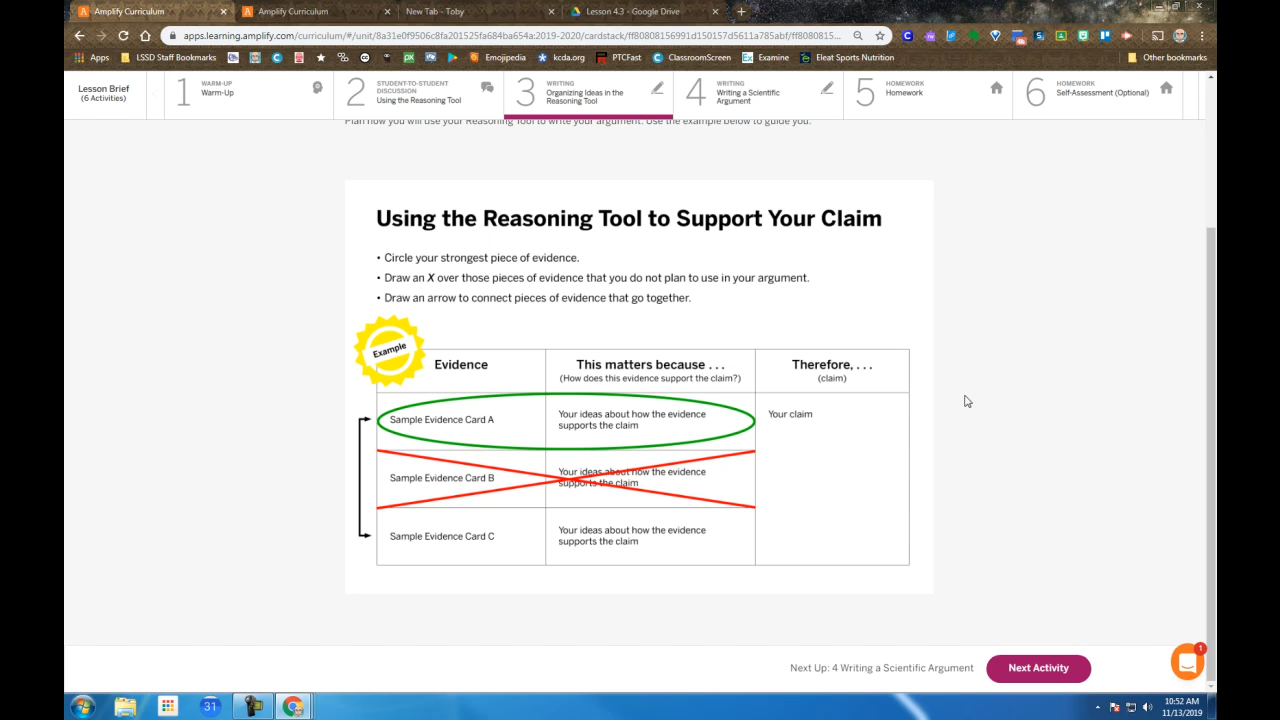 Amplify Curriculum
Amplify Curriculum
New Tab - Toby
Lesson 4.3 - Google Drive
apps.learning.amplify.com/curriculum/#/unit/8a31e0f9506c8fa201525fa684ba654a:2019-2020/cardstack/ff80808156991d150157d5611a785abf/ff8080815...
Apps
LSSD Staff Bookmarks
Emojipedia
kcda.org
PTCFast
ClassroomScreen
Examine
Eleat Sports Nutrition
Other bookmarks
Lesson Brief
(6 Activities)
1
WARM-UP
Warm-Up
2
STUDENT-TO-STUDENT
DISCUSSION
Using the Reasoning Tool
3
WRITING
Organizing Ideas in the
Reasoning Tool
4
WRITING
Writing a Scientific
Argument
5
HOMEWORK
Homework
6
HOMEWORK
Self-Assessment (Optional)
Plan how you will use your Reasoning Tool to write your argument. Use the example below to guide you.
Using the Reasoning Tool to Support Your Claim
• Circle your strongest piece of evidence.
• Draw an X over those pieces of evidence that you do not plan to use in your argument.
• Draw an arrow to connect pieces of evidence that go together.
Example
Evidence
This matters because . . .
(How does this evidence support the claim?)
Therefore, . . .
(claim)
Sample Evidence Card A
Your ideas about how the evidence
supports the claim
Your claim
Sample Evidence Card B
Your ideas about how the evidence
supports the claim
Sample Evidence Card C
Your ideas about how the evidence
supports the claim
Next Up: 4 Writing a Scientific Argument
Next Activity
1
31
10:52 AM
11/13/2019